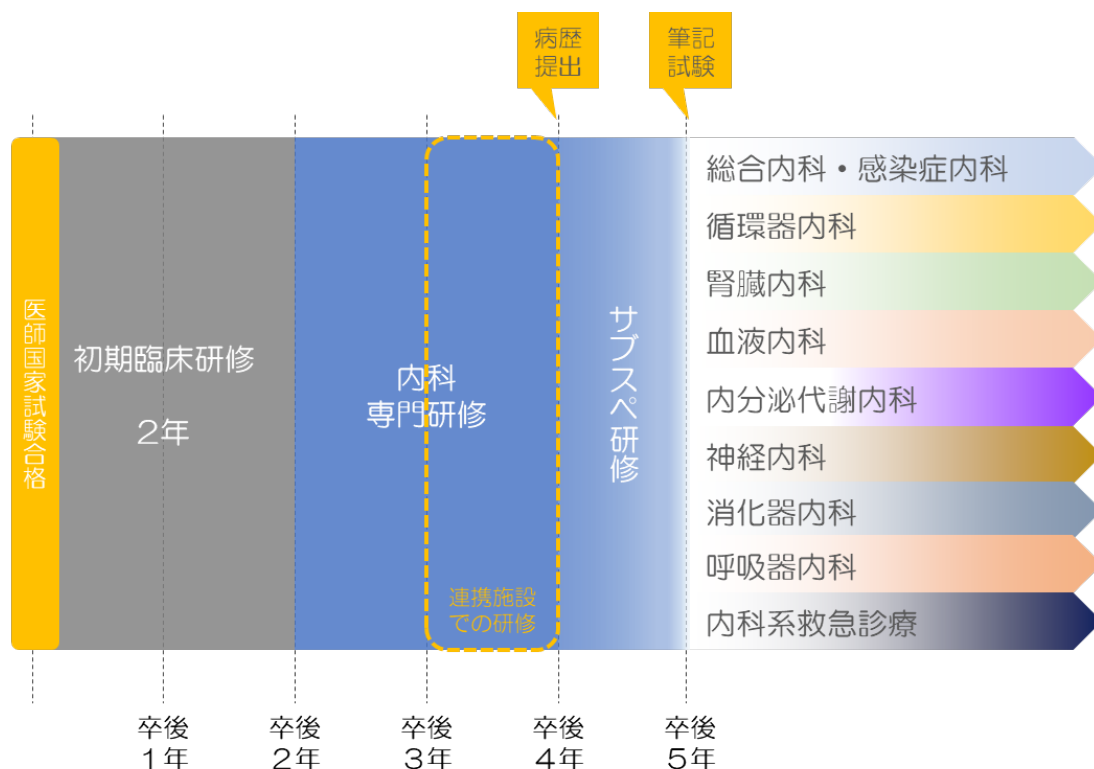 病歴
提出
筆記
試験
医師国家試験合格
初期臨床研修
2年
内科
専門研修
連携施設
での研修
サブスペ研修
総合内科・感染症内科
循環器内科
腎臓内科
血液内科
内分泌代謝内科
神経内科
消化器内科
呼吸器内科
内科系救急診療
卒後
1年
卒後
2年
卒後
3年
卒後
4年
卒後
5年